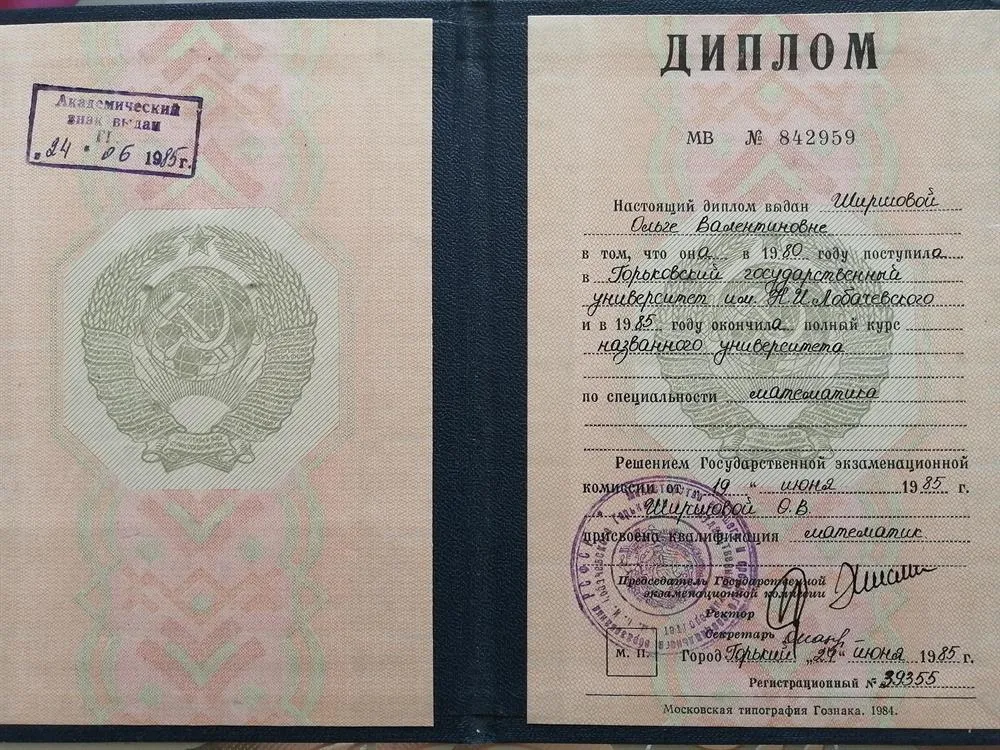 Академический
знак выдан
"24" 06 1985г.
ДИПЛОМ
МВ № 842959
Настоящий диплом выдан Ширшовой
Ольге Валентиновне
в том, что она в 1980 году поступила
в Горьковский государственный
университет им. Н.И.Лобачевского
и в 1985 году окончила полный курс
названного университета
по специальности математика
Решением Государственной экзаменационной
комиссии от "19" июня 1985 г.
Ширшовой О.В.
присвоена квалификация математик
Председатель Государственной
экзаменационной комиссии
Ректор
Секретарь
М. П.
Город Горький "24" июня 1985 г.
Регистрационный № 39355
Московская типография Гознака. 1984.